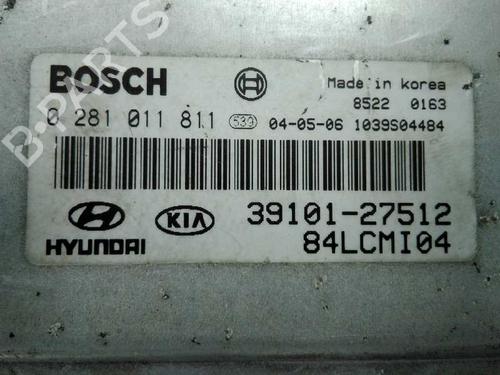 BOSCH
Made in Korea
8522 0163
0 281 011 811 539 04-05-06 1039S04484
HYUNDAI KIA 39101-27512
84LCMI04
B-PARTS